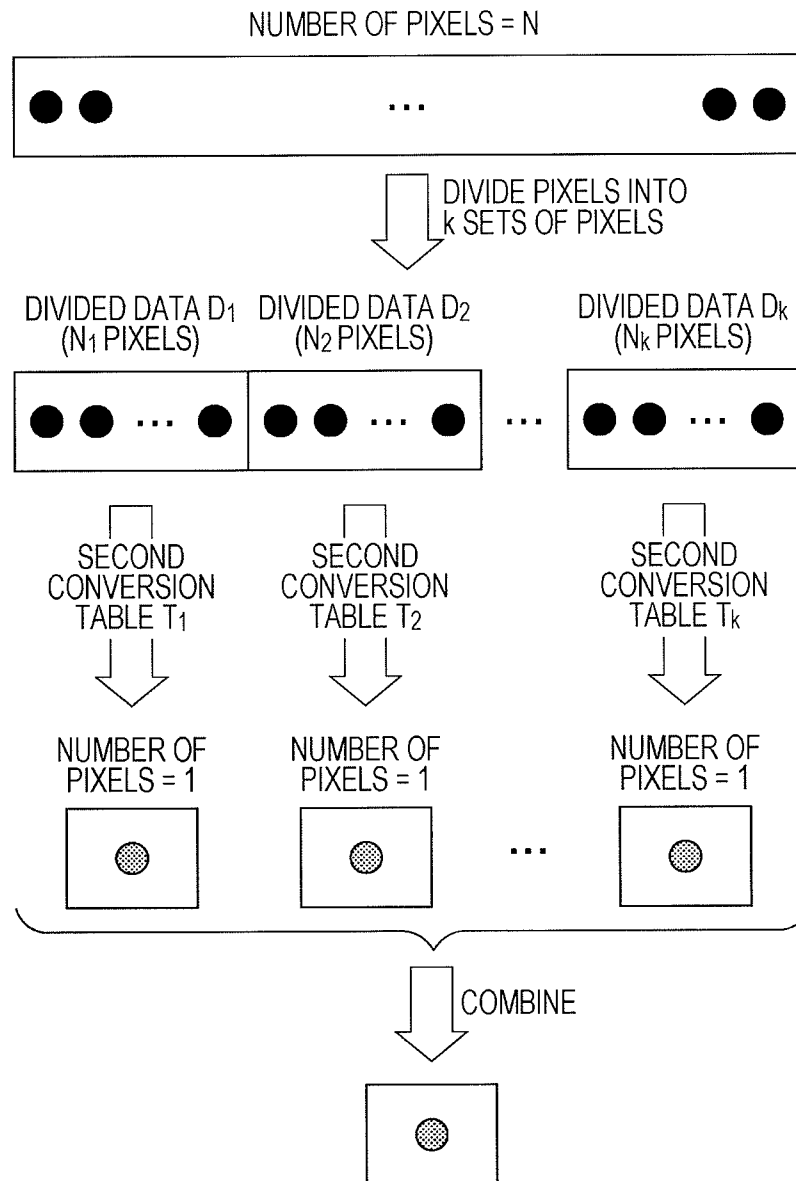 NUMBER OF PIXELS = N
...
DIVIDE PIXELS INTO
k SETS OF PIXELS
DIVIDED DATA D1
(N1 PIXELS)
DIVIDED DATA D2
(N2 PIXELS)
DIVIDED DATA Dk
(Nk PIXELS)
... ... ... ...
SECOND
CONVERSION
TABLE T1
SECOND
CONVERSION
TABLE T2
SECOND
CONVERSION
TABLE Tk
NUMBER OF
PIXELS = 1
NUMBER OF
PIXELS = 1
NUMBER OF
PIXELS = 1
...
COMBINE